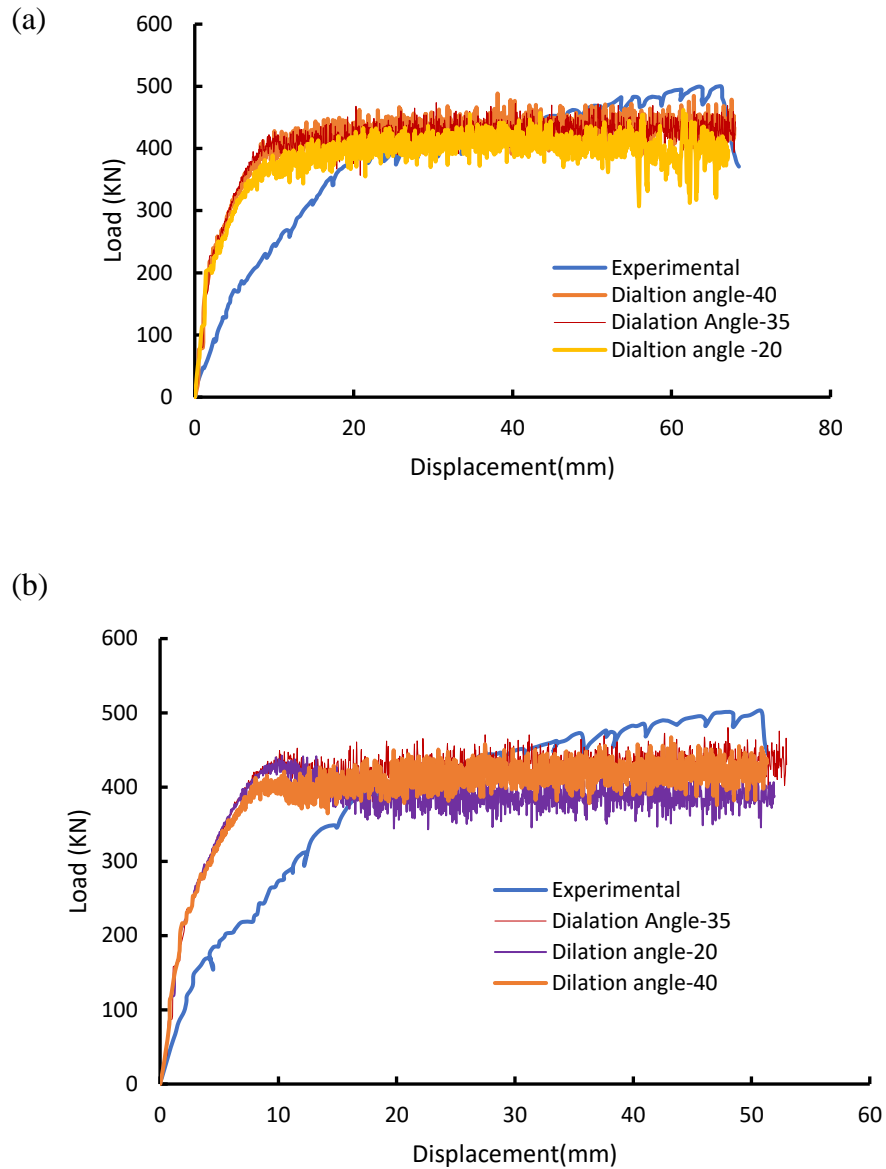 (a)
600
500
400
300
200
100
0
Load (KN)
0 20 40 60 80
Displacement(mm)
Experimental
Dialtion angle-40
Dialation Angle-35
Dialtion angle -20
(b)
600
500
400
300
200
100
0
Load (KN)
0 10 20 30 40 50 60
Displacement(mm)
Experimental
Dialation Angle-35
Dilation angle-20
Dilation angle-40